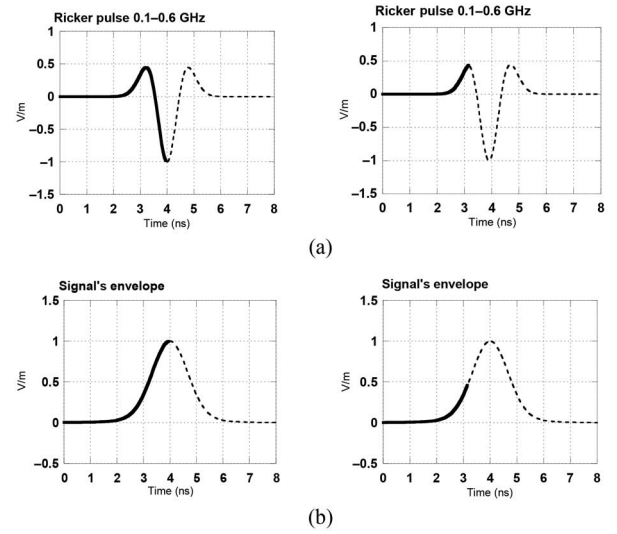 Ricker pulse 0.1–0.6 GHz
1
0.5
0
–0.5
–1
–1.5
V/m
0 1 2 3 4 5 6 7 8
Time (ns)
Ricker pulse 0.1–0.6 GHz
1
0.5
0
–0.5
–1
–1.5
V/m
0 1 2 3 4 5 6 7 8
Time (ns)
(a)
Signal's envelope
1.5
1
0.5
0
–0.5
V/m
0 1 2 3 4 5 6 7 8
Time (ns)
Signal's envelope
1.5
1
0.5
0
–0.5
V/m
0 1 2 3 4 5 6 7 8
Time (ns)
(b)